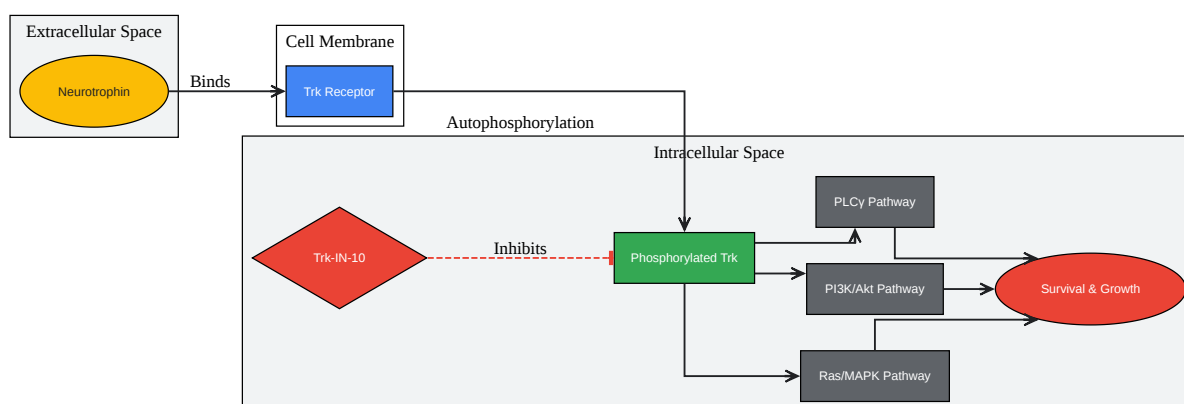 Extracellular Space
Neurotrophin
Binds
Cell Membrane
Trk Receptor
Autophosphorylation
Intracellular Space
Trk-IN-10
Inhibits
Phosphorylated Trk
PLCγ Pathway
PI3K/Akt Pathway
Ras/MAPK Pathway
Survival & Growth